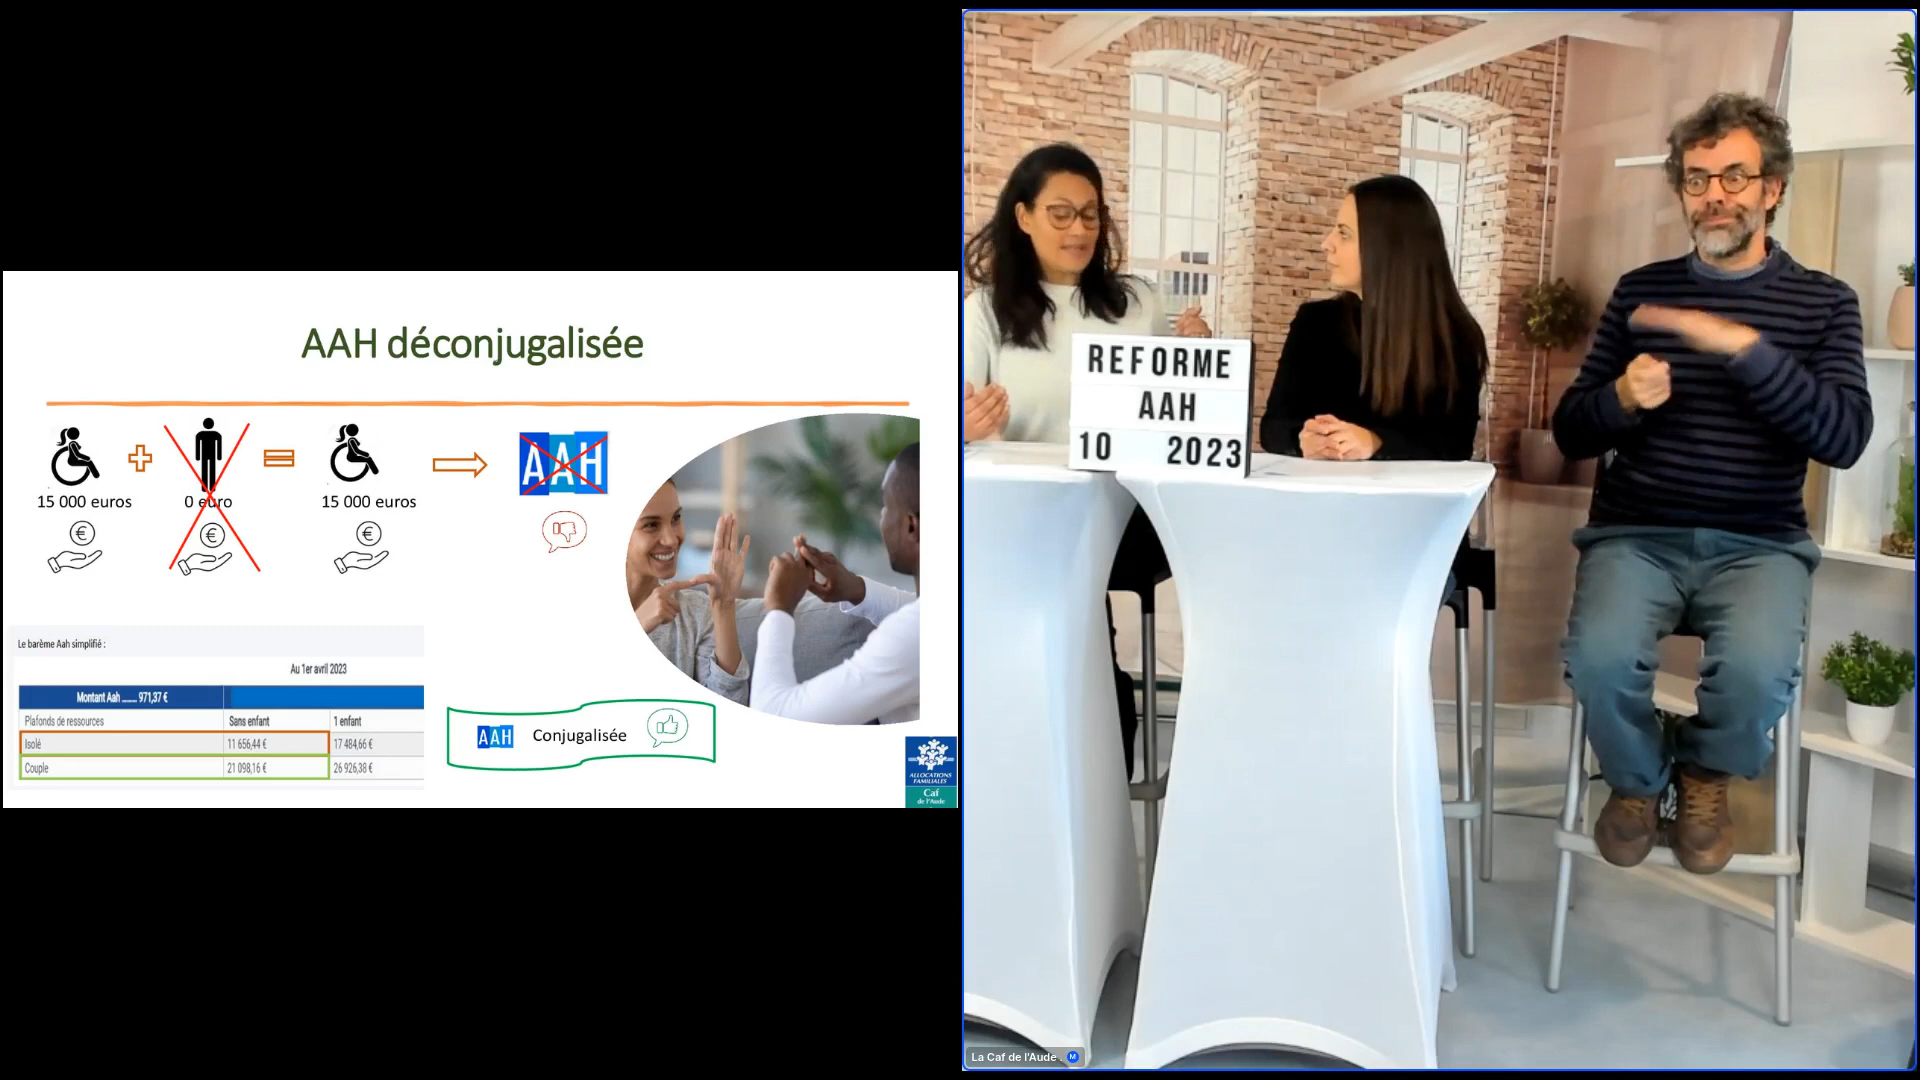 AAH déconjugalisée
15 000 euros
0 euro
15 000 euros
AAH
Le barème Aah simplifié :
Au 1er avril 2023
Montant Aah ........ 971,37 €
Plafonds de ressources Sans enfant 1 enfant
Isolé 11 656,44 € 17 484,66 €
Couple 21 098,16 € 26 926,38 €
AAH Conjugalisée
ALLOCATIONS
FAMILIALES
Caf
de l'Aude
REFORME
AAH
10 2023
La Caf de l'Aude .
M